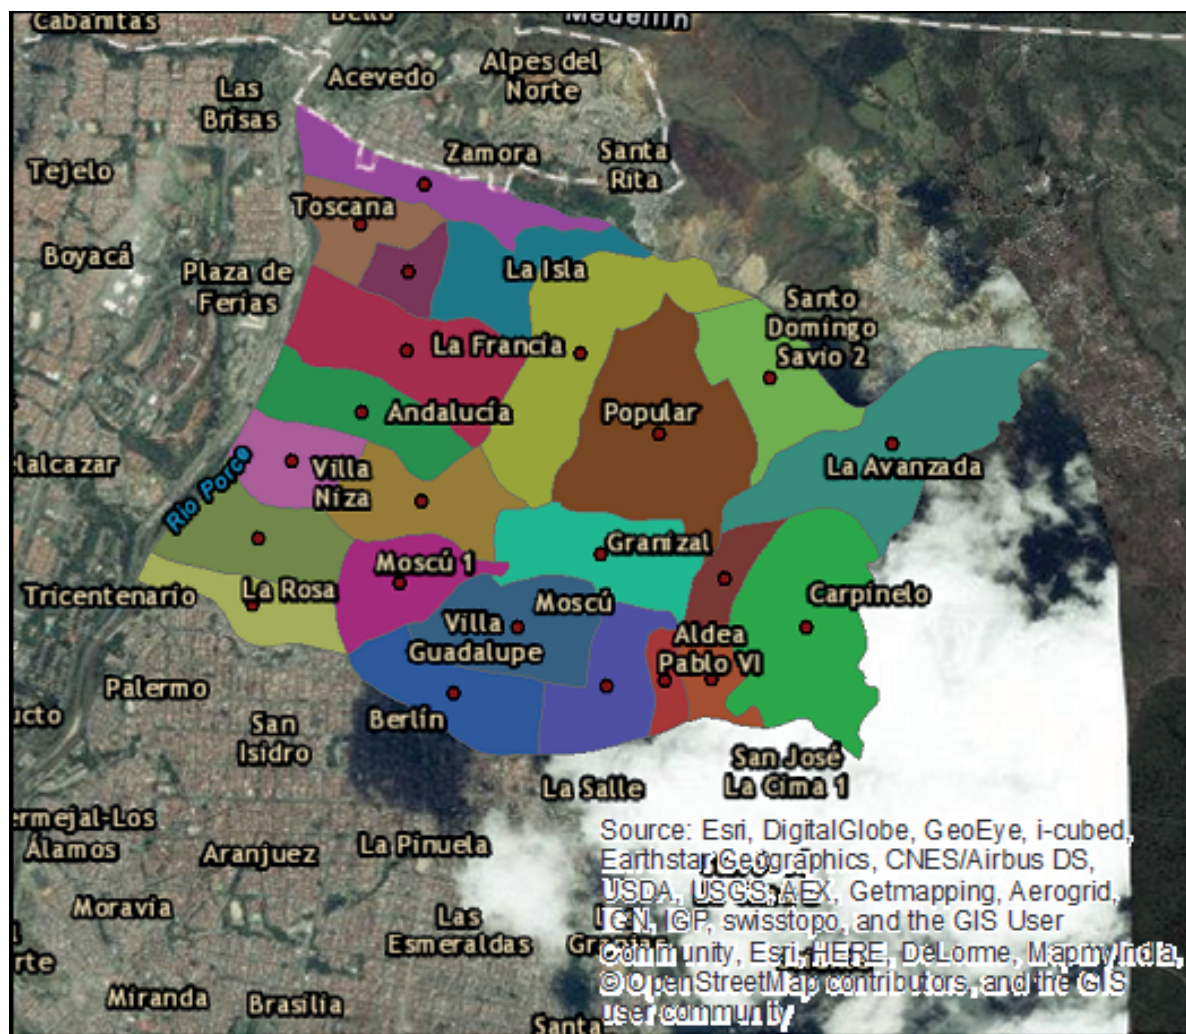 Cabañitas
Bello
Medellín
Acevedo
Alpes del
Norte
Las
Brisas
Zamora
Santa
Rita
Tejelo
Toscana
Boyacá
Plaza de
Ferias
La Isla
Santo
Domingo
Savio 2
La Francia
Andalucía
Popular
elalcazar
Villa
Niza
La Avanzada
Rio Porce
Granizal
Moscú 1
Tricentenario
La Rosa
Moscú
Carpinelo
Villa
Guadalupe
Aldea
Pablo VI
Palermo
ucto
San
Isidro
Berlín
San José
La Cima 1
La Salle
ermejal-Los
Álamos
Aranjuez
La Piñuela
Moravia
Las
Esmeraldas
rte
Miranda
Brasilia
Santa
Source: Esri, DigitalGlobe, GeoEye, i-cubed,
Earthstar Geographics, CNES/Airbus DS,
USDA, USGS, AEX, Getmapping, Aerogrid,
IGN, IGP, swisstopo, and the GIS User
Community, Esri, HERE, DeLorme, MapmyIndia,
© OpenStreetMap contributors, and the GIS
user community